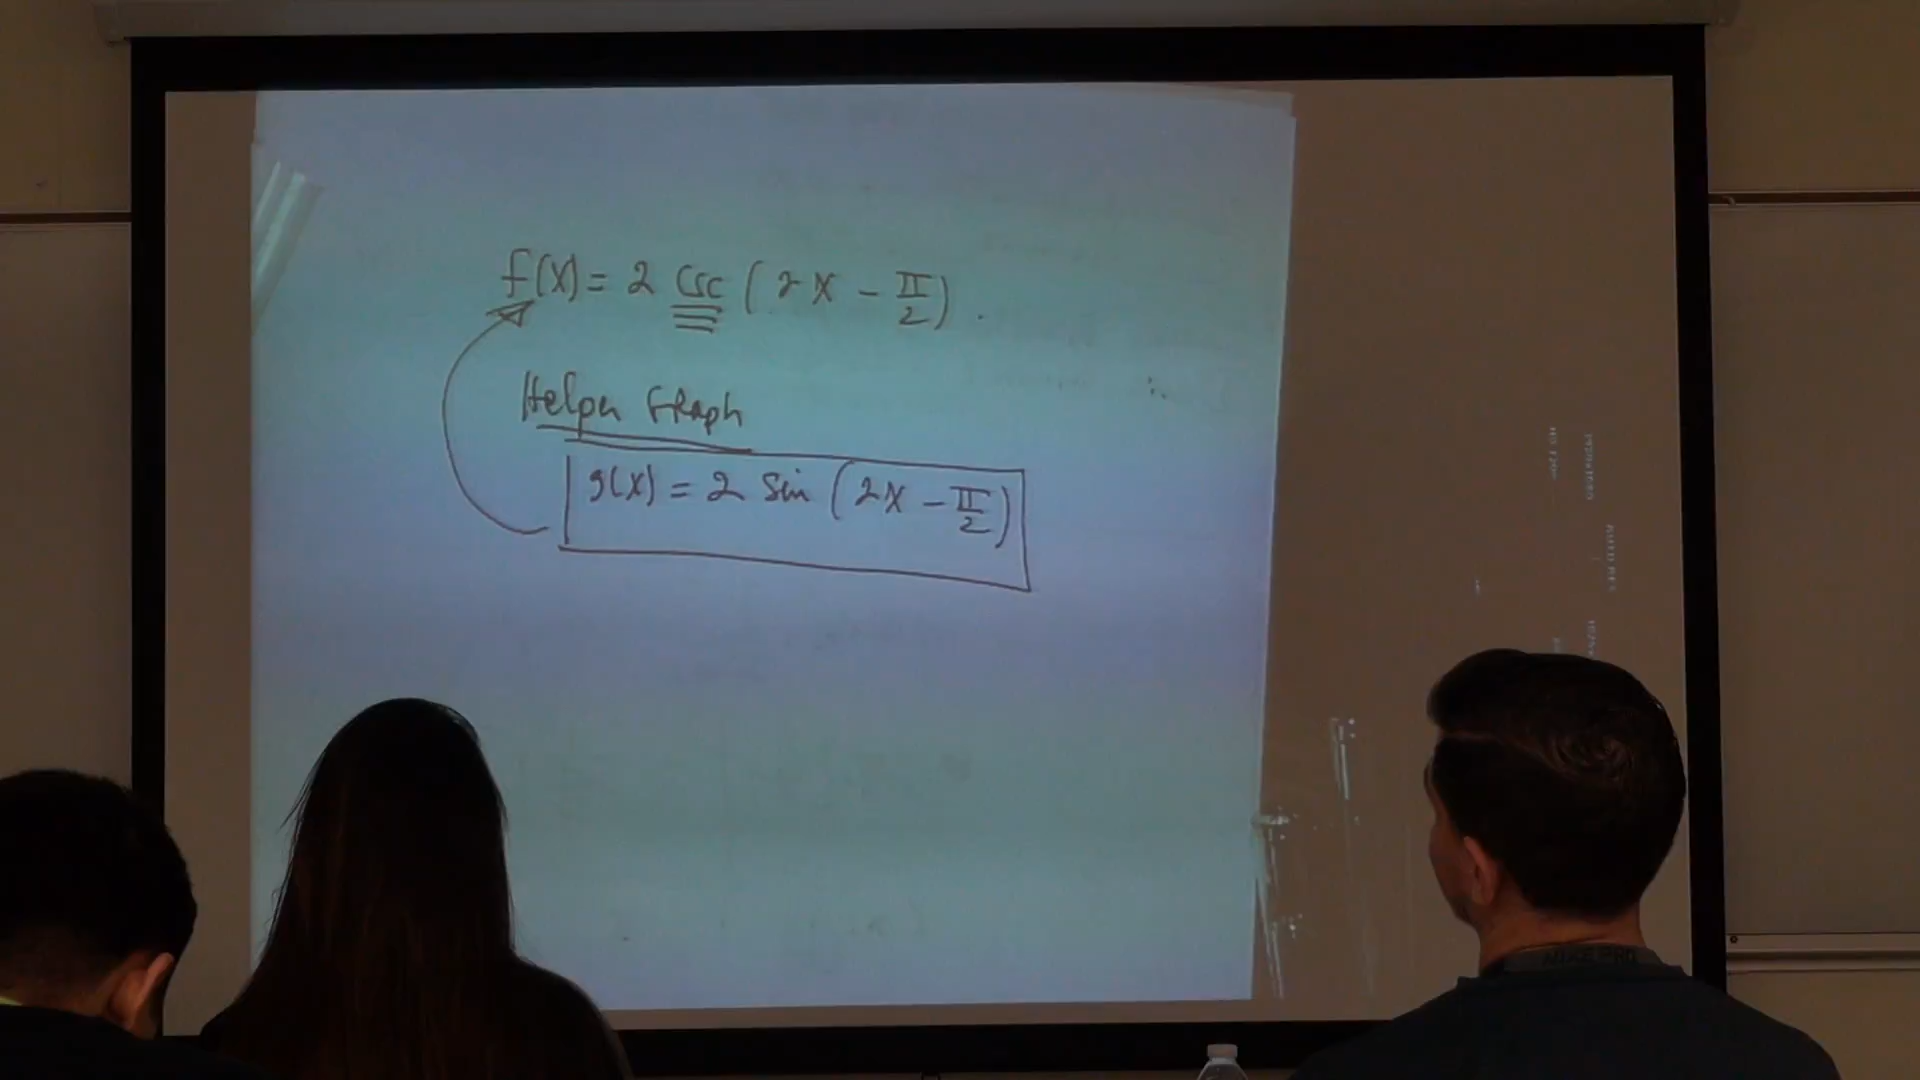 f(x) = 2 csc (2x - π/2).
Helper Graph
g(x) = 2 sin (2x - π/2)